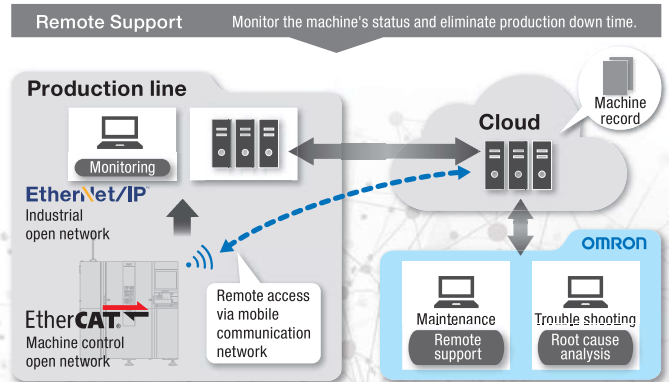 Remote Support
Monitor the machine's status and eliminate production down time.
Production line
Monitoring
EtherNet/IP™
Industrial
open network
EtherCAT®
Machine control
open network
Remote access
via mobile
communication
network
Cloud
Machine
record
OMRON
Maintenance
Remote
support
Trouble shooting
Root cause
analysis